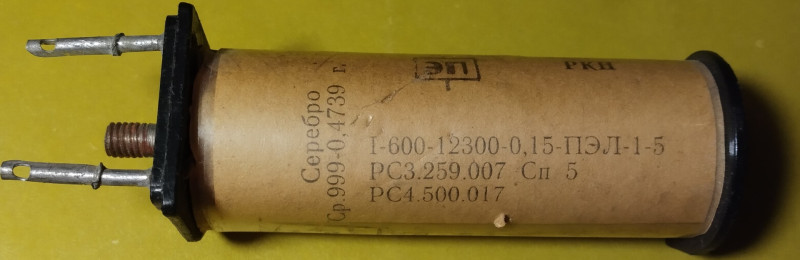 Серебро
Ср.999-0,4739 г.
ЭП
РКН
I-600-12300-0,15-ПЭЛ-1-5
РС3.259.007 Сп 5
РС4.500.017